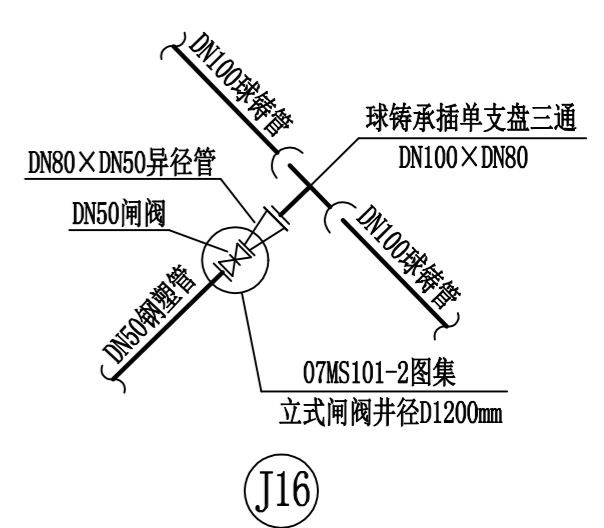 DN100球铸管
球铸承插单支盘三通
DN100×DN80
DN80×DN50异径管
DN50闸阀
DN100球铸管
DN50钢塑管
07MS101-2图集
立式闸阀井径D1200mm
J16